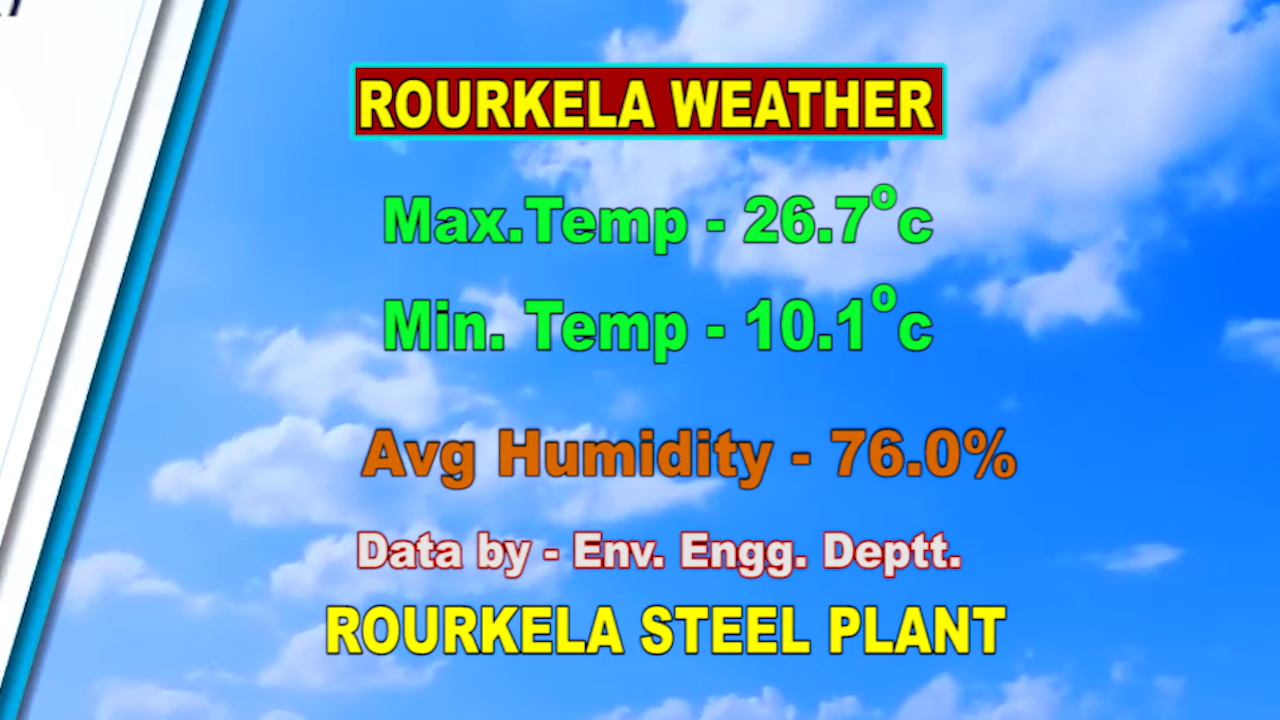 ROURKELA WEATHER
Max.Temp - 26.7°c
Min. Temp - 10.1°c
Avg Humidity - 76.0%
Data by - Env. Engg. Deptt.
ROURKELA STEEL PLANT